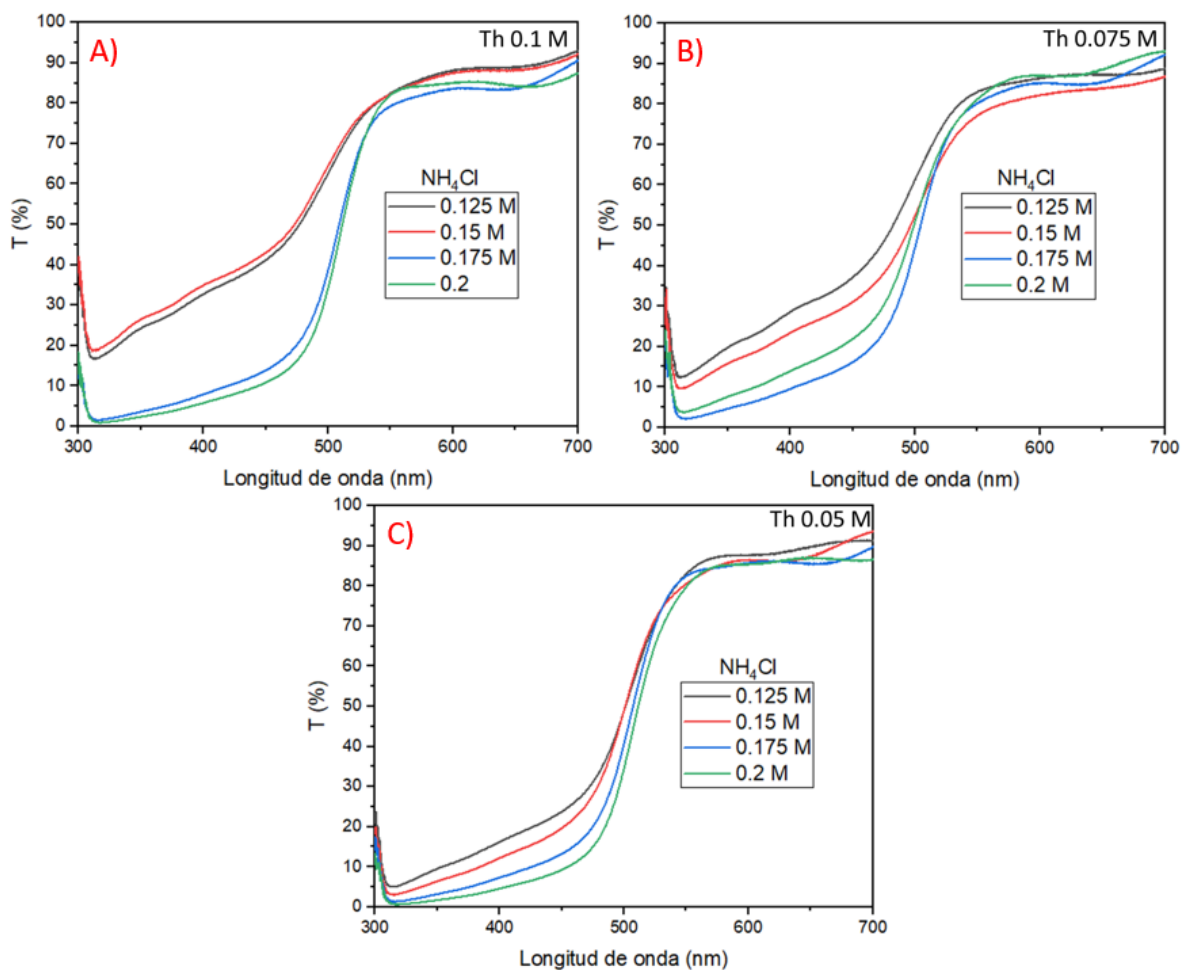 A)
Th 0.1 M
T (%)
100
90
80
70
60
50
40
30
20
10
0
NH₄Cl
0.125 M
0.15 M
0.175 M
0.2
300 400 500 600 700
Longitud de onda (nm)
B)
Th 0.075 M
T (%)
100
90
80
70
60
50
40
30
20
10
0
NH₄Cl
0.125 M
0.15 M
0.175 M
0.2 M
300 400 500 600 700
Longitud de onda (nm)
C)
Th 0.05 M
T (%)
100
90
80
70
60
50
40
30
20
10
0
NH₄Cl
0.125 M
0.15 M
0.175 M
0.2 M
300 400 500 600 700
Longitud de onda (nm)